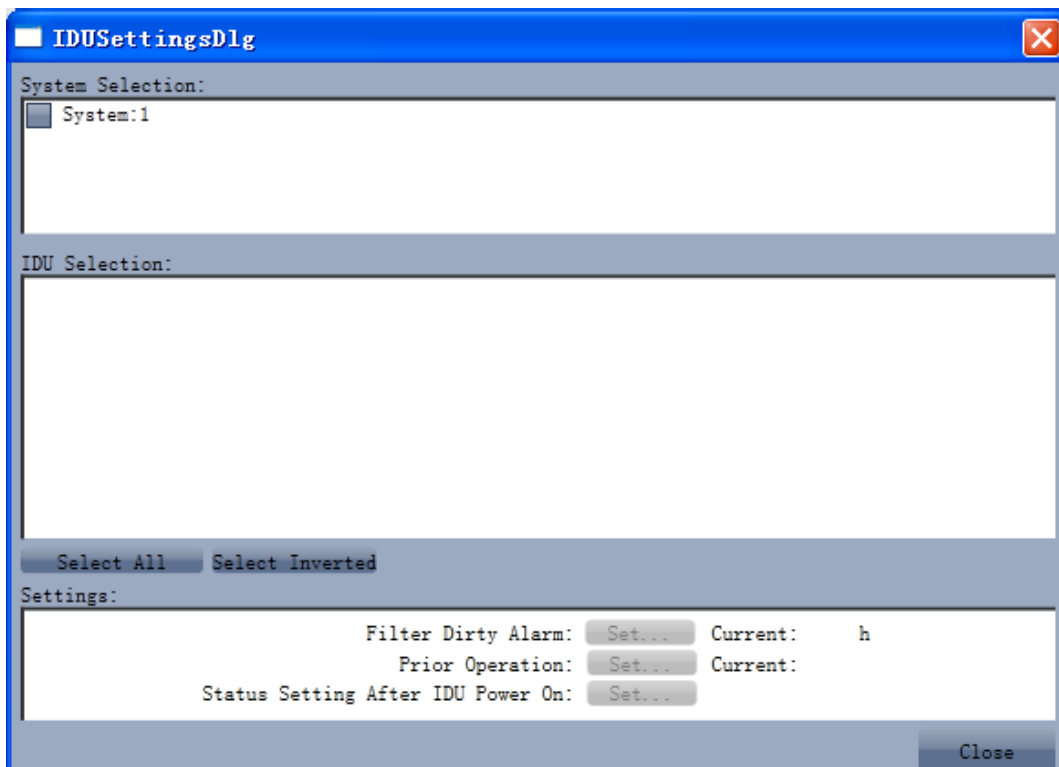 IDUSettingsDlg
System Selection:
System:1
IDU Selection:
Select All Select Inverted
Settings:
Filter Dirty Alarm: Set... Current: h
Prior Operation: Set... Current:
Status Setting After IDU Power On: Set...
Close